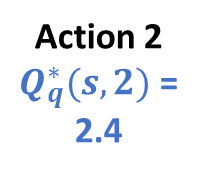 Action 2
Q*q(s, 2) =
2.4